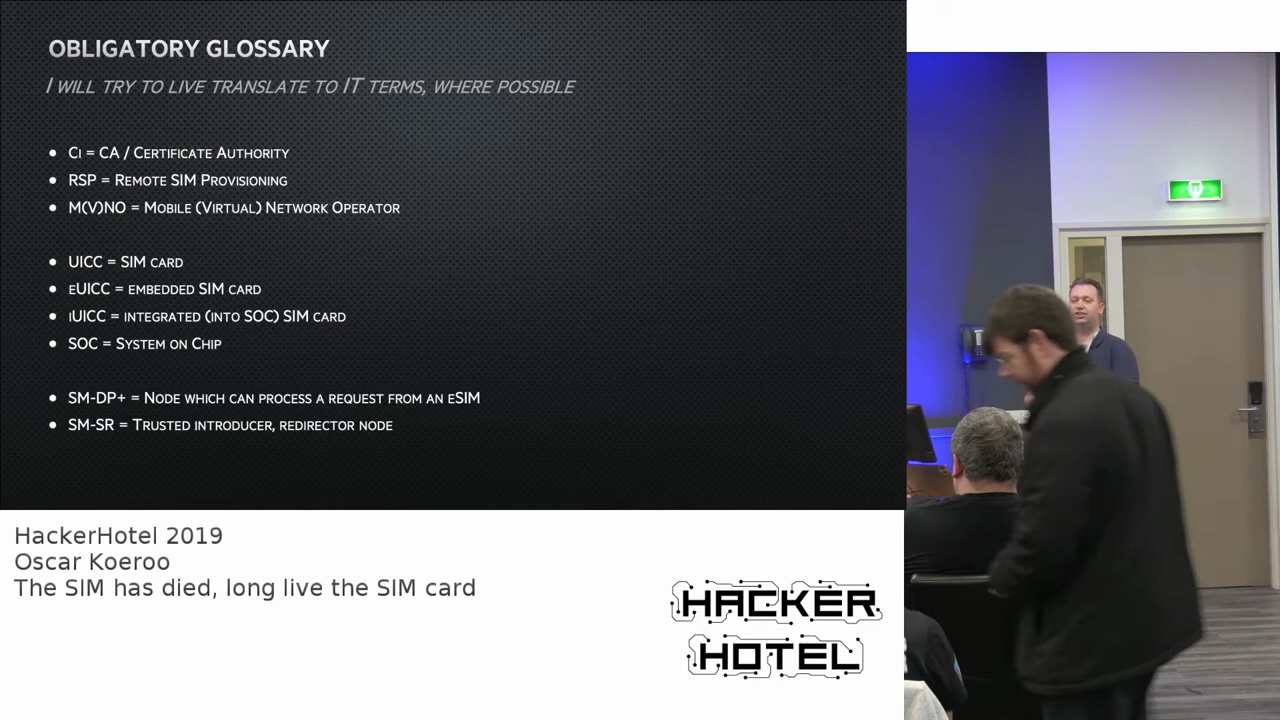 OBLIGATORY GLOSSARY
I WILL TRY TO LIVE TRANSLATE TO IT TERMS, WHERE POSSIBLE
• CI = CA / CERTIFICATE AUTHORITY
• RSP = REMOTE SIM PROVISIONING
• M(V)NO = MOBILE (VIRTUAL) NETWORK OPERATOR
• UICC = SIM CARD
• EUICC = EMBEDDED SIM CARD
• IUICC = INTEGRATED (INTO SOC) SIM CARD
• SOC = SYSTEM ON CHIP
• SM-DP+ = NODE WHICH CAN PROCESS A REQUEST FROM AN ESIM
• SM-SR = TRUSTED INTRODUCER, REDIRECTOR NODE
HackerHotel 2019
Oscar Koeroo
The SIM has died, long live the SIM card
HACKER
HOTEL